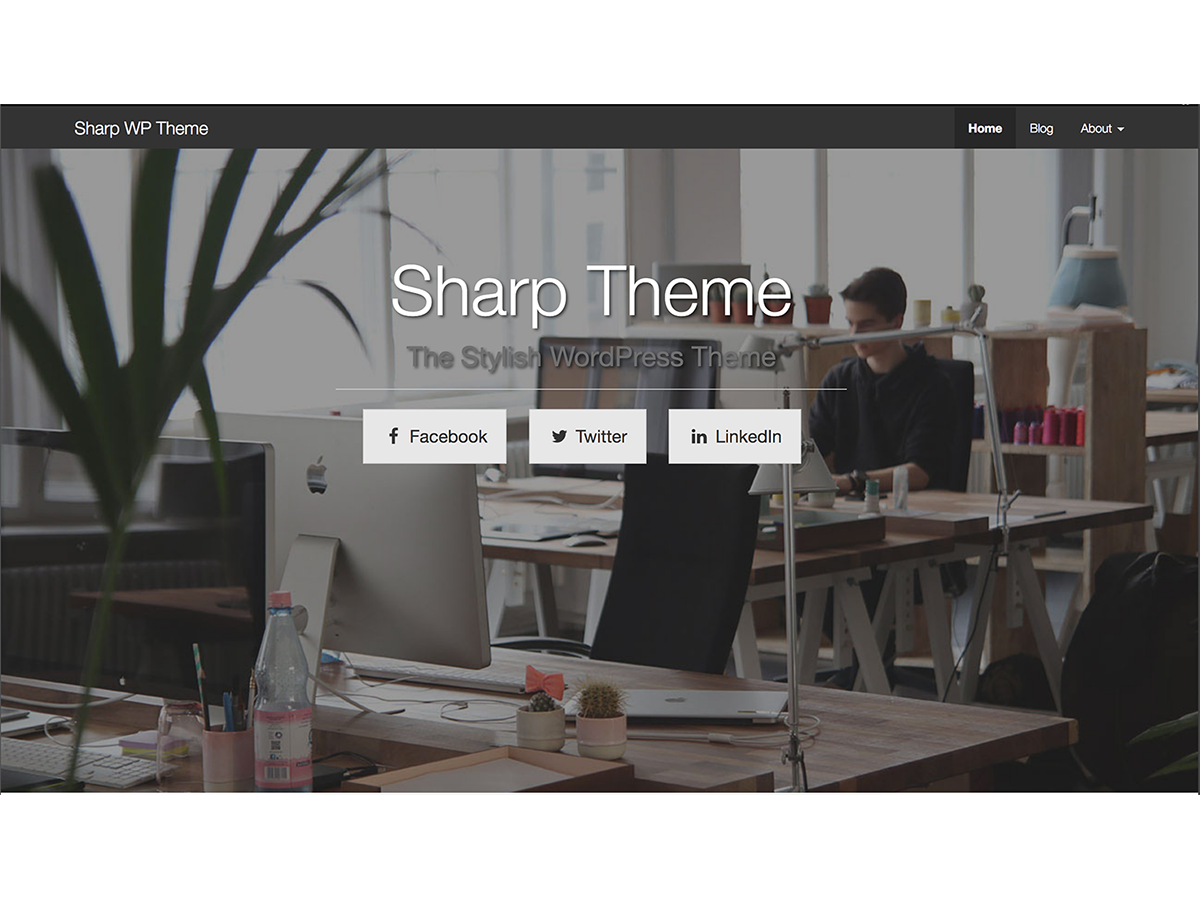 Sharp WP Theme
Home Blog About
Sharp Theme
The Stylish WordPress Theme
Facebook Twitter LinkedIn